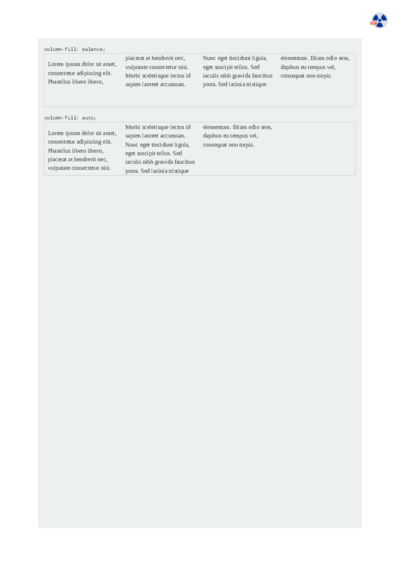 column-fill: balance;
Lorem ipsum dolor sit amet,
consectetur adipiscing elit.
Phasellus libero libero,
placerat at hendrerit nec,
vulputate consectetur nisi.
Morbi scelerisque lectus id
sapien laoreet accumsan.
Nunc eget tincidunt ligula,
eget suscipit tellus. Sed
iaculis nibh gravida faucibus
porta. Sed lacinia tristique
elementum. Etiam odio sem,
dapibus eu tempus vel,
consequat non turpis.
column-fill: auto;
Lorem ipsum dolor sit amet,
consectetur adipiscing elit.
Phasellus libero libero,
placerat at hendrerit nec,
vulputate consectetur nisi.
Morbi scelerisque lectus id
sapien laoreet accumsan.
Nunc eget tincidunt ligula,
eget suscipit tellus. Sed
iaculis nibh gravida faucibus
porta. Sed lacinia tristique
elementum. Etiam odio sem,
dapibus eu tempus vel,
consequat non turpis.